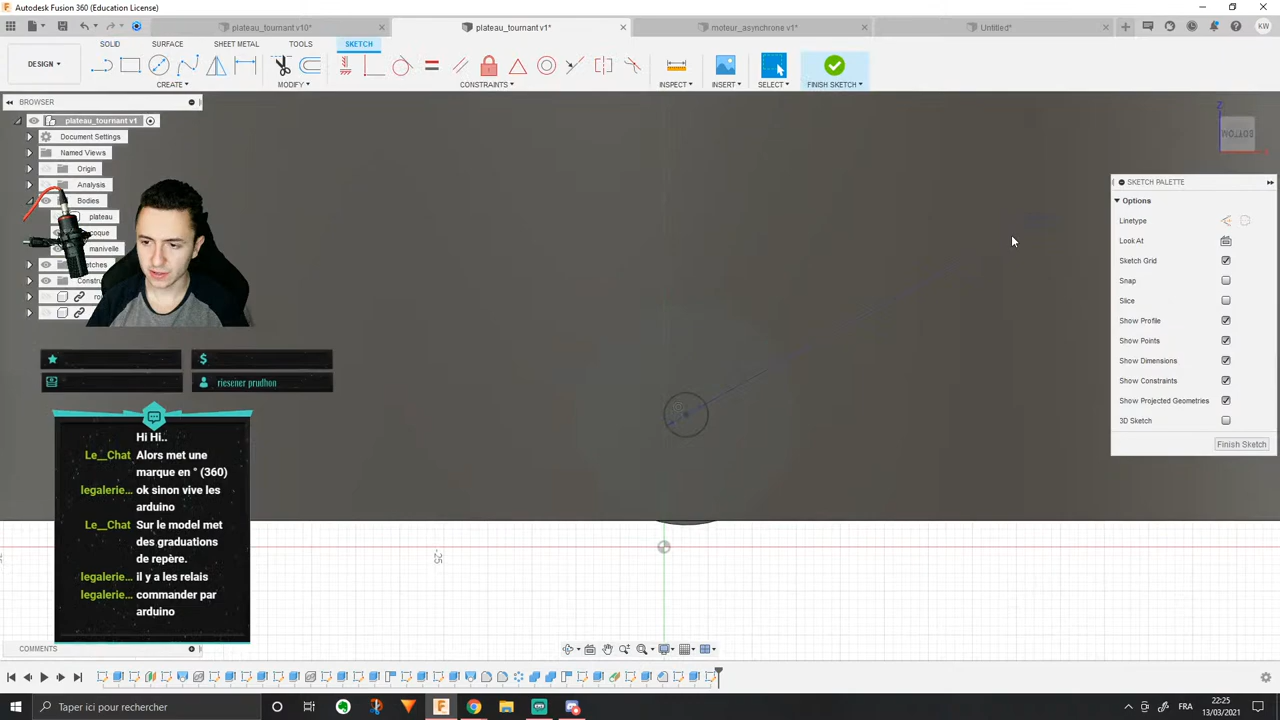 Autodesk Fusion 360 (Education License)
plateau_tournant v10*
plateau_tournant v1*
moteur_asynchrone v1*
Untitled*
KW
SOLID
SURFACE
SHEET METAL
TOOLS
SKETCH
DESIGN
CREATE
MODIFY
CONSTRAINTS
INSPECT
INSERT
SELECT
FINISH SKETCH
BROWSER
plateau_tournant v1
Document Settings
Named Views
Origin
Analysis
Bodies
plateau
coque
manivelle
Z
BOTTOM
SKETCH PALETTE
Options
Linetype
Look At
Sketch Grid
Snap
Slice
Show Profile
Show Points
Show Dimensions
Show Constraints
Show Projected Geometries
3D Sketch
Finish Sketch
riesener prudhon
Hi Hi..
Le__Chat Alors met une
marque en ° (360)
legalerie... ok sinon vive les
arduino
Le__Chat Sur le model met
des graduations
de repère.
legalerie... il y a les relais
legalerie... commander par
arduino
-25
COMMENTS
Taper ici pour rechercher
FRA
22:25
13/03/2021